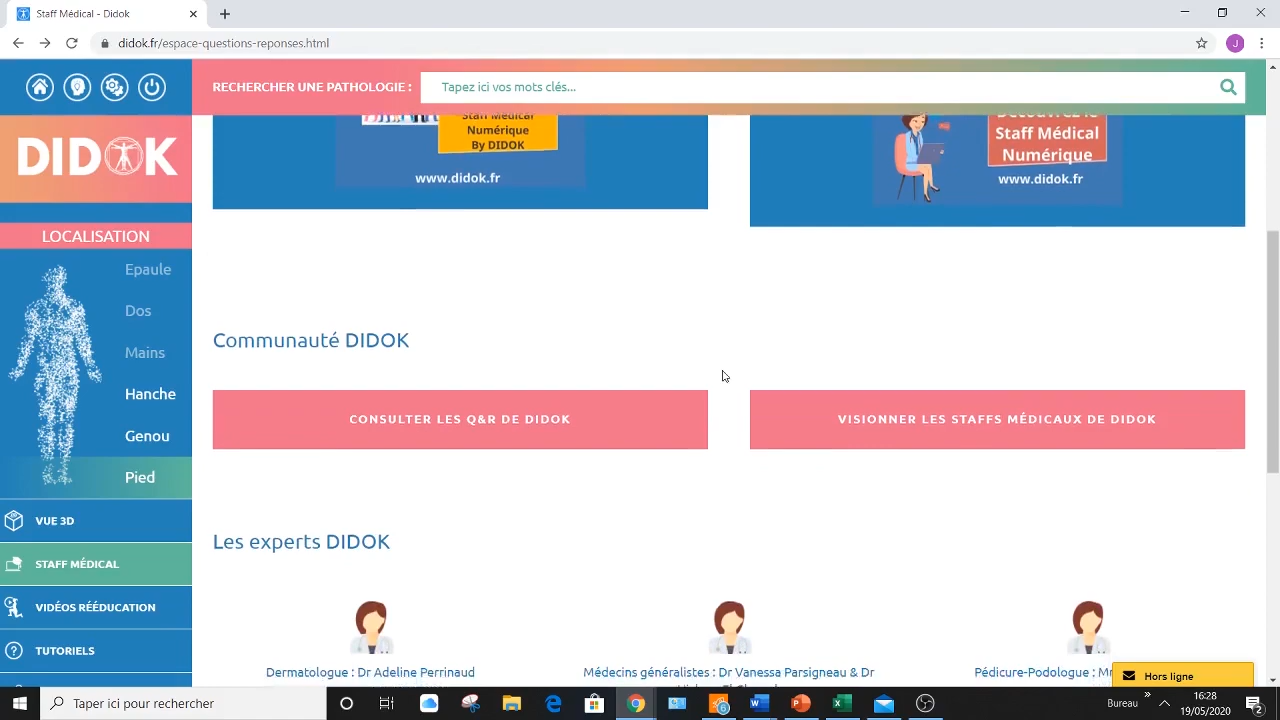 Staff Médical - Didok
Didok.fr/espace-questions-reponses.html
J
RECHERCHER UNE PATHOLOGIE :
Tapez ici vos mots clés...
DIDOK
LOCALISATION
Epaule
Dos
Mains
Hanche
Genou
Pied
VUE 3D
STAFF MÉDICAL
VIDÉOS RÉÉDUCATION
TUTORIELS
Staff Médical
Numérique
By DIDOK
www.didok.fr
Découvrez le
Staff Médical
Numérique
www.didok.fr
Communauté DIDOK
CONSULTER LES Q&R DE DIDOK
VISIONNER LES STAFFS MÉDICAUX DE DIDOK
Les experts DIDOK
Dermatologue : Dr Adeline Perrinaud
Médecins généralistes : Dr Vanessa Parsigneau & Dr
Pédicure-Podologue :
Hors ligne
Taper ici pour rechercher
Bureau
16:28
19/05/2020
2